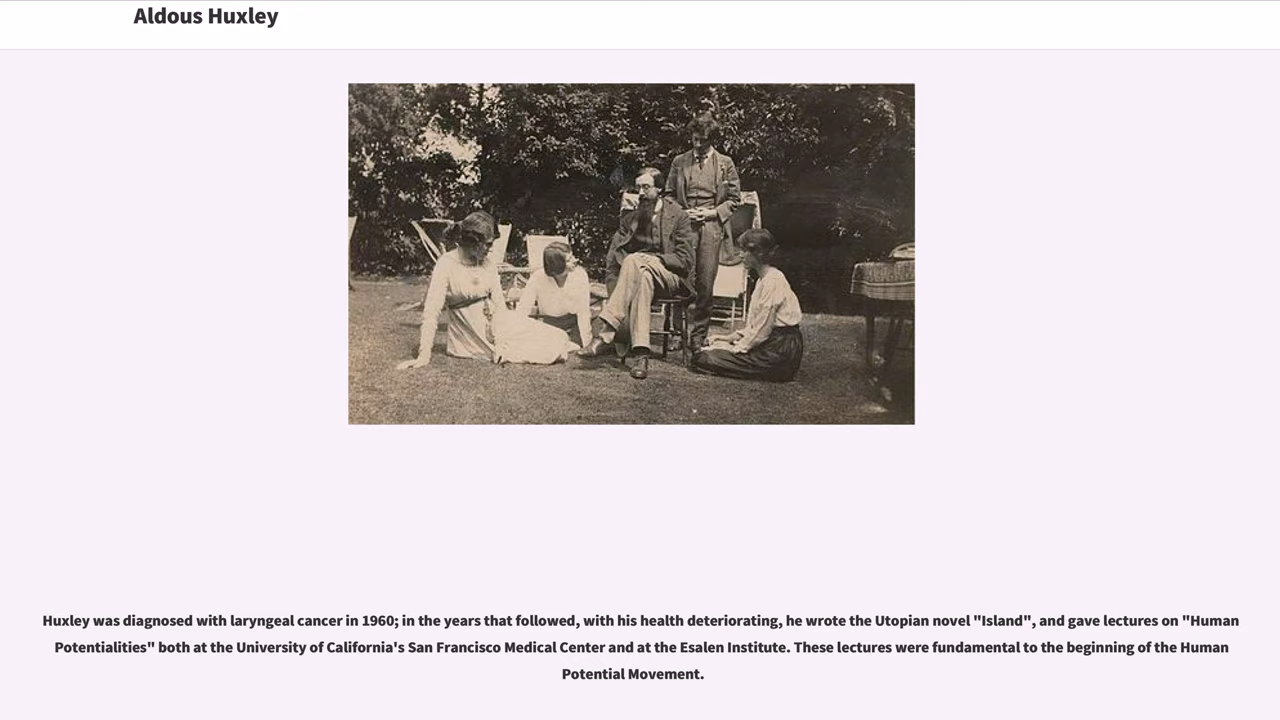 Aldous Huxley
Huxley was diagnosed with laryngeal cancer in 1960; in the years that followed, with his health deteriorating, he wrote the Utopian novel "Island", and gave lectures on "Human
Potentialities" both at the University of California's San Francisco Medical Center and at the Esalen Institute. These lectures were fundamental to the beginning of the Human
Potential Movement.